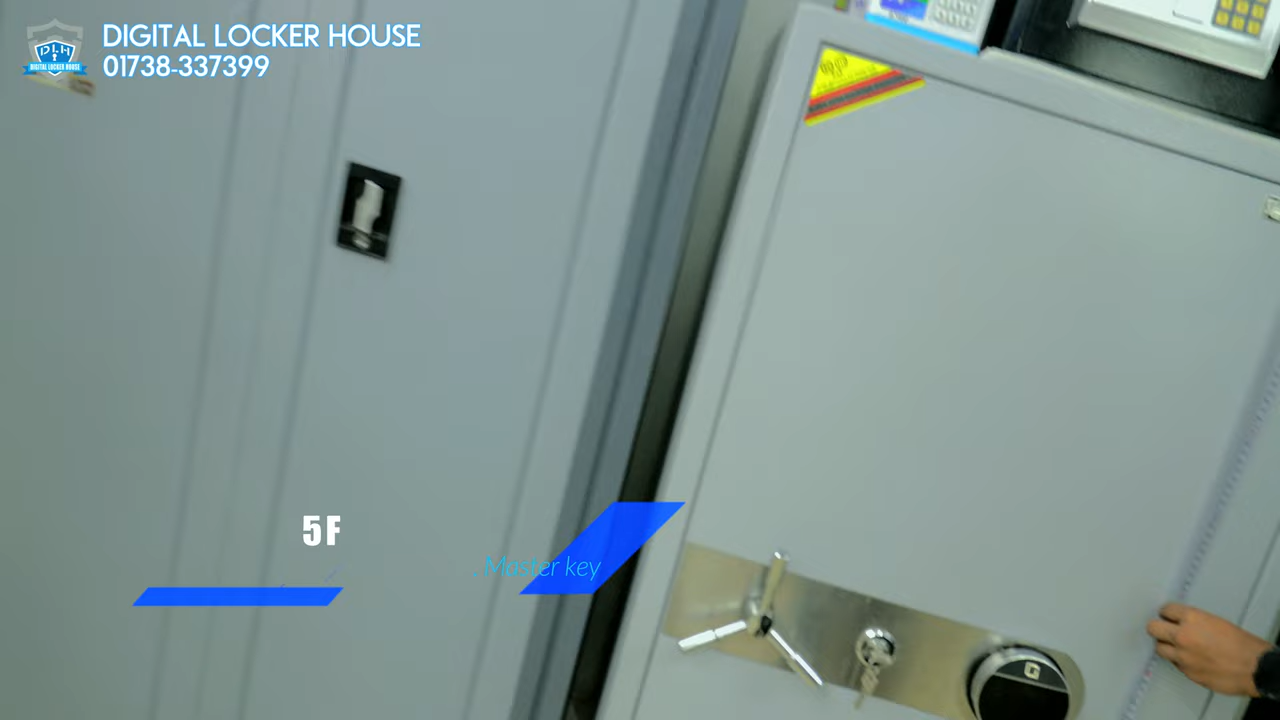 DIGITAL LOCKER HOUSE
01738-337399
DLH
DIGITAL LOCKER HOUSE
5F
Master key